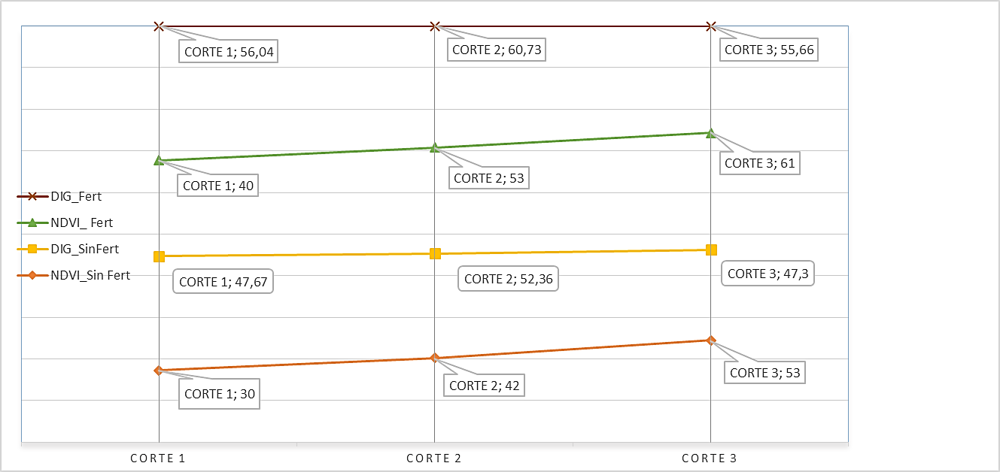 CORTE 1; 56,04
CORTE 2; 60,73
CORTE 3; 55,66
CORTE 1; 40
CORTE 2; 53
CORTE 3; 61
DIG_Fert
NDVI_ Fert
DIG_SinFert
NDVI_Sin Fert
CORTE 1; 47,67
CORTE 2; 52,36
CORTE 3; 47,3
CORTE 1; 30
CORTE 2; 42
CORTE 3; 53
CORTE 1
CORTE 2
CORTE 3